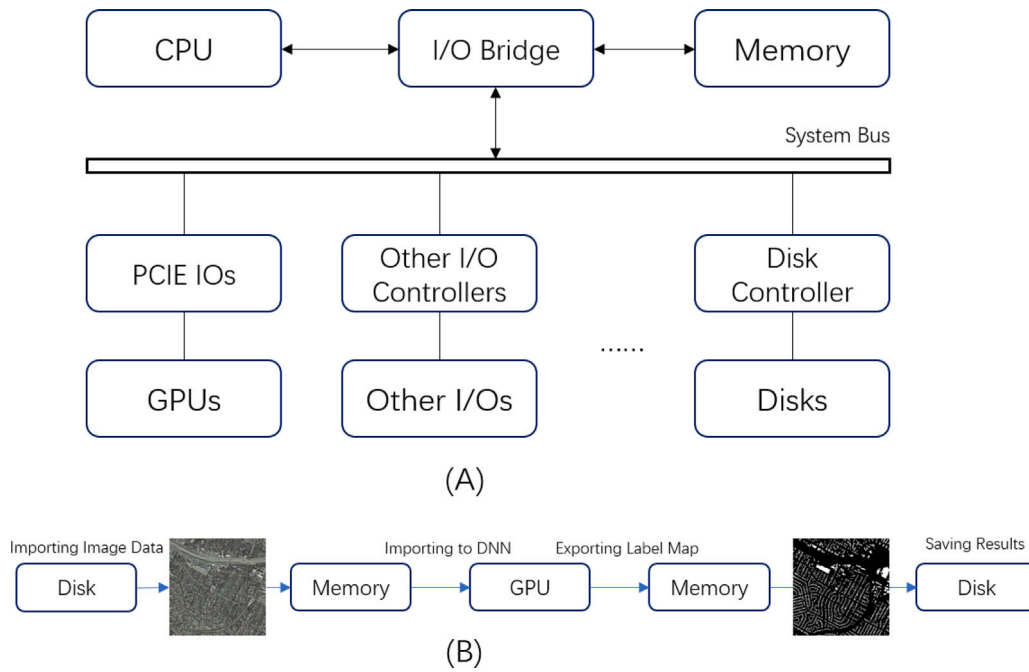 CPU
I/O Bridge
Memory
System Bus
PCIE IOs
Other I/O
Controllers
Disk
Controller
GPUs
Other I/Os
......
Disks
(A)
Importing Image Data
Importing to DNN
Exporting Label Map
Saving Results
Disk
Memory
GPU
Memory
Disk
(B)